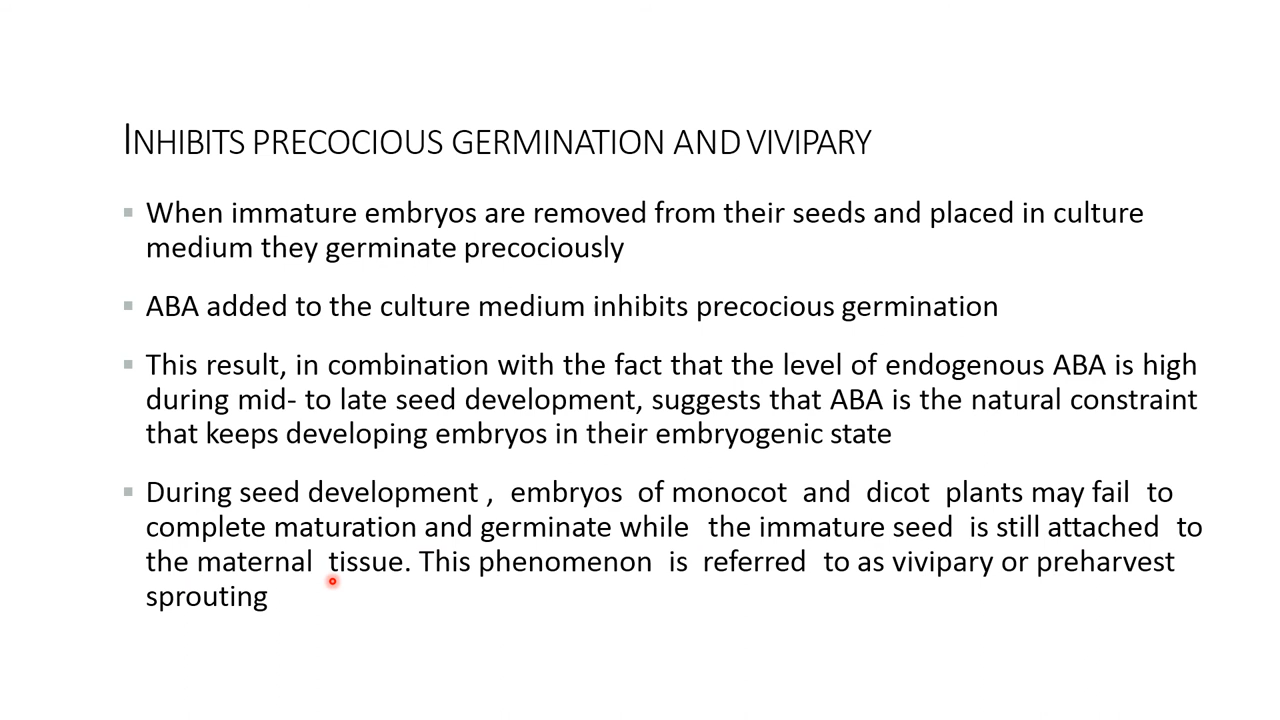 INHIBITS PRECOCIOUS GERMINATION AND VIVIPARY
When immature embryos are removed from their seeds and placed in culture
medium they germinate precociously
ABA added to the culture medium inhibits precocious germination
This result, in combination with the fact that the level of endogenous ABA is high
during mid- to late seed development, suggests that ABA is the natural constraint
that keeps developing embryos in their embryogenic state
During seed development , embryos of monocot and dicot plants may fail to
complete maturation and germinate while the immature seed is still attached to
the maternal tissue. This phenomenon is referred to as vivipary or preharvest
sprouting